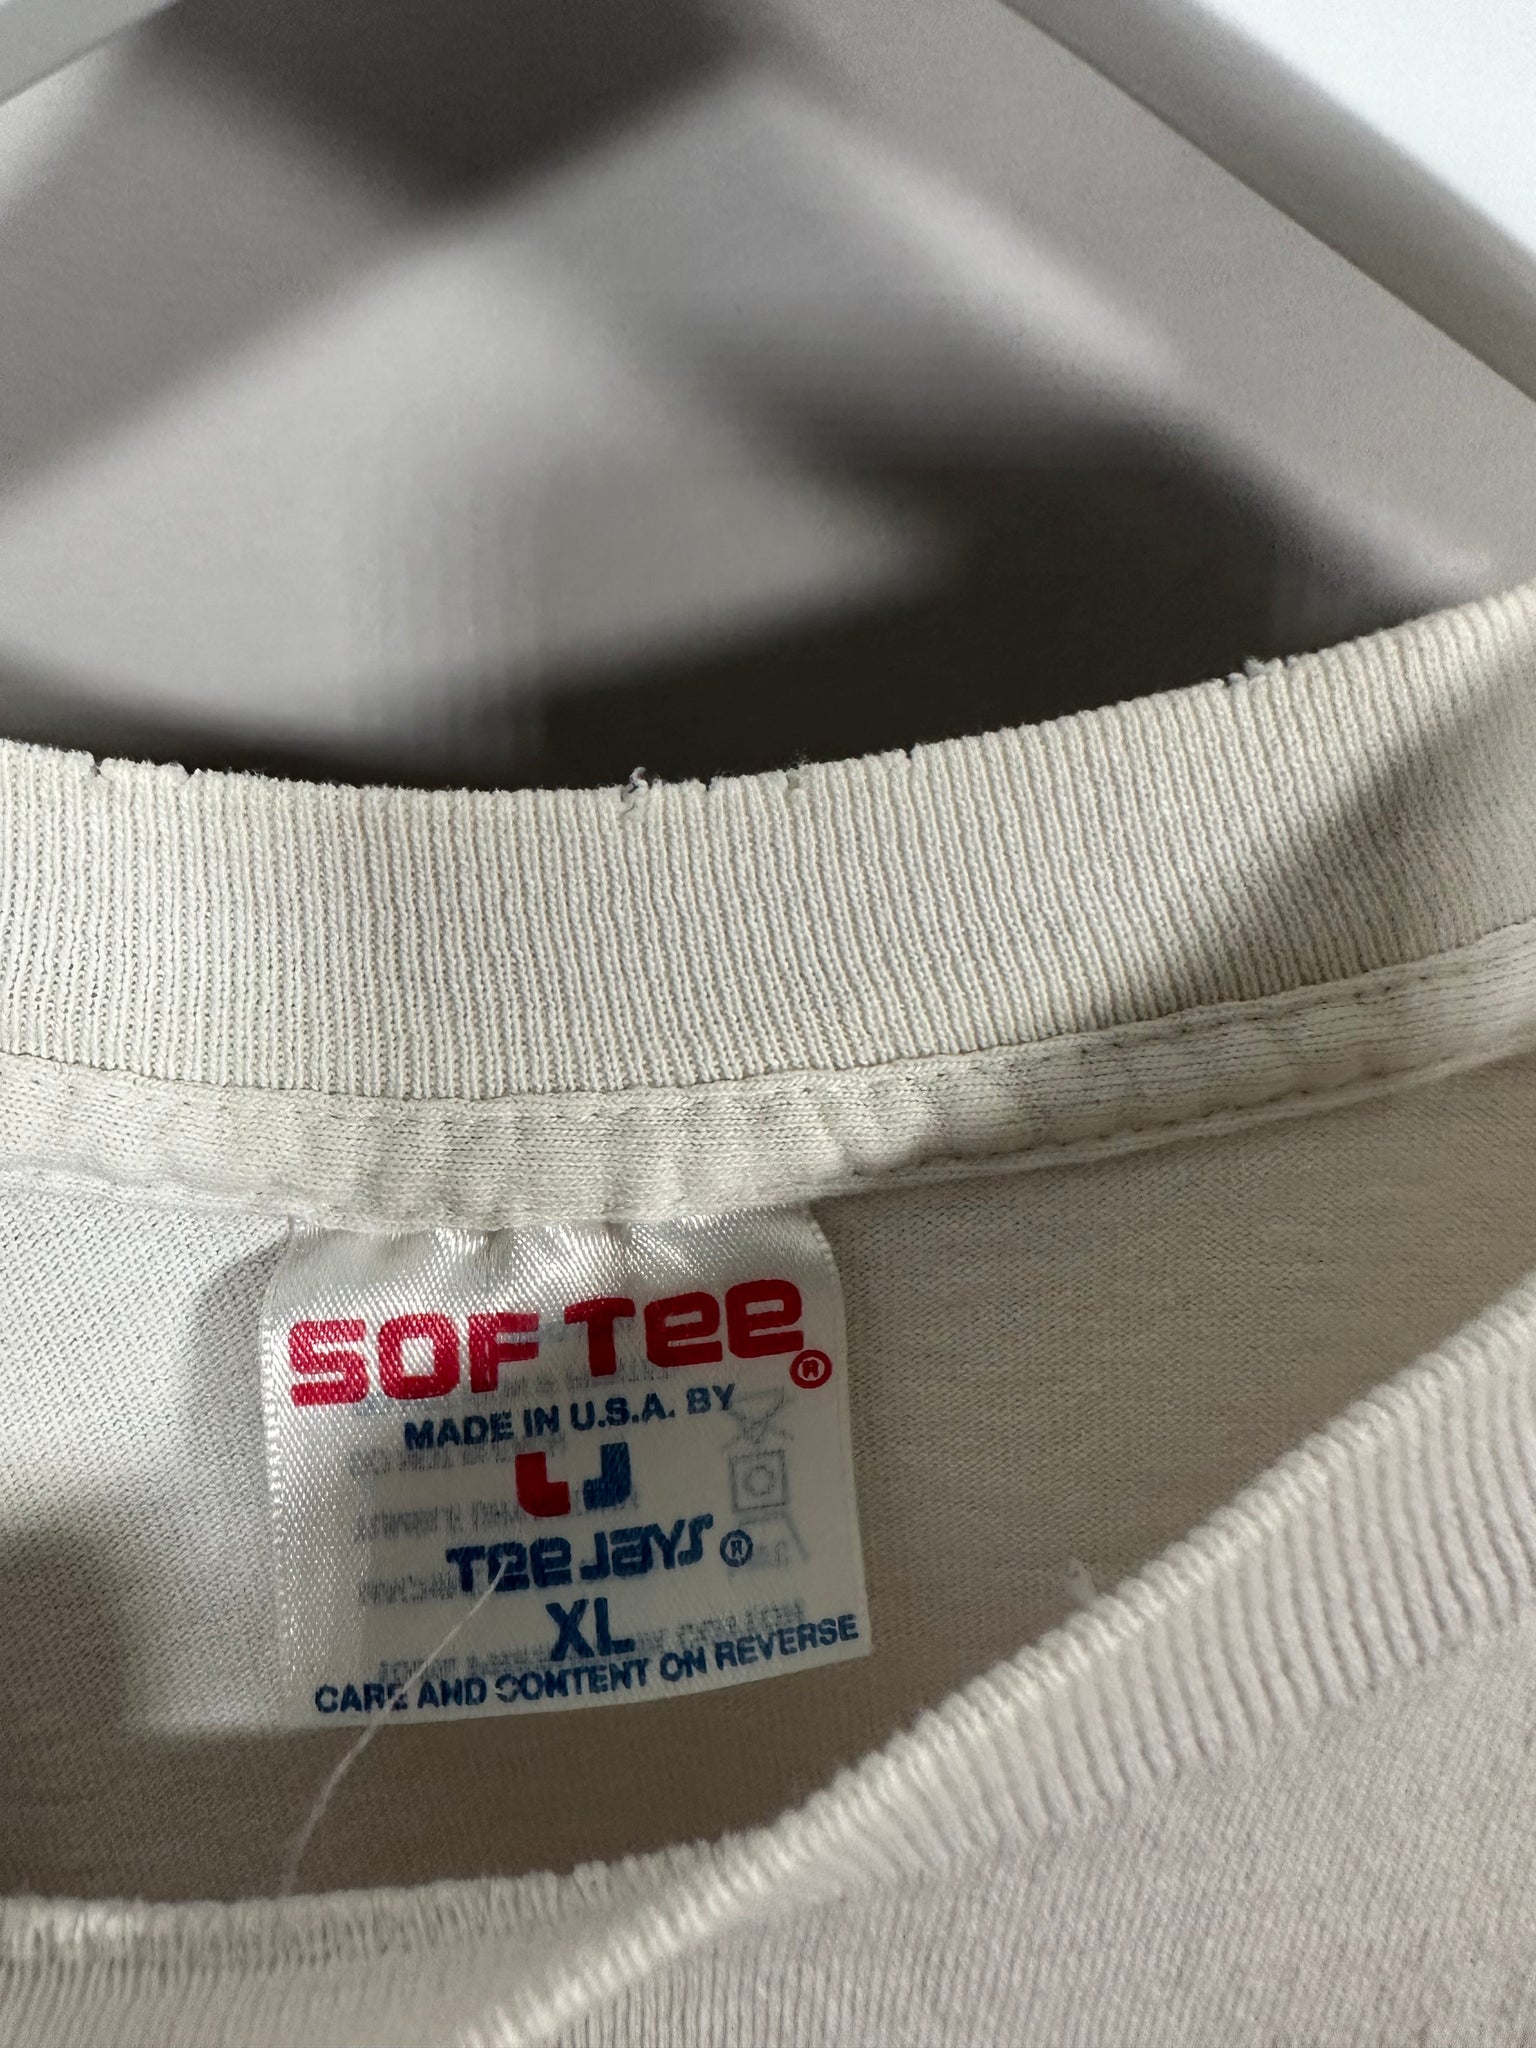 SOF TEE®
MADE IN U.S.A. BY
TEE JAYS®
XL
CARE AND CONTENT ON REVERSE